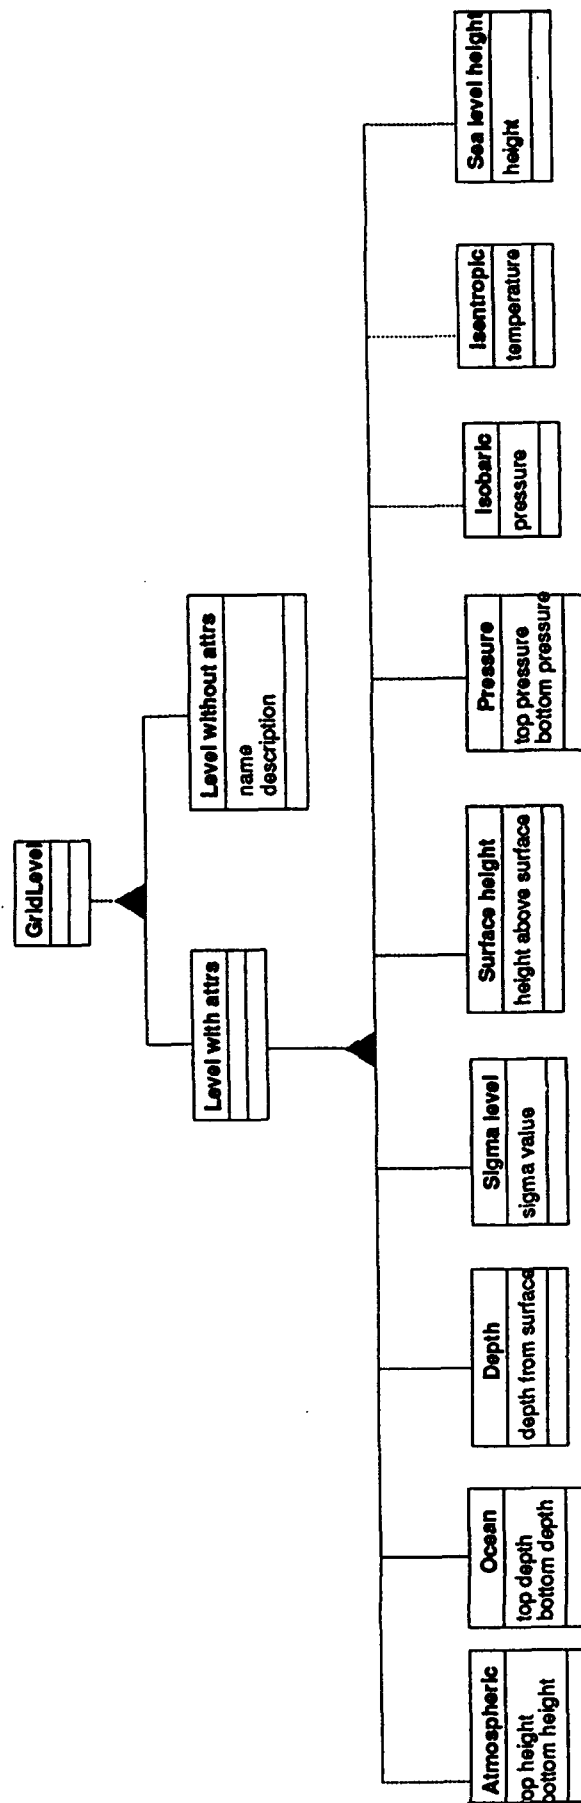 GridLevel
Level with attrs
Level without attrs
name
description
Atmospheric
top height
bottom height
Ocean
top depth
bottom depth
Depth
depth from surface
Sigma level
sigma value
Surface height
height above surface
Pressure
top pressure
bottom pressure
Isobaric
pressure
Isentropic
temperature
Sea level height
height